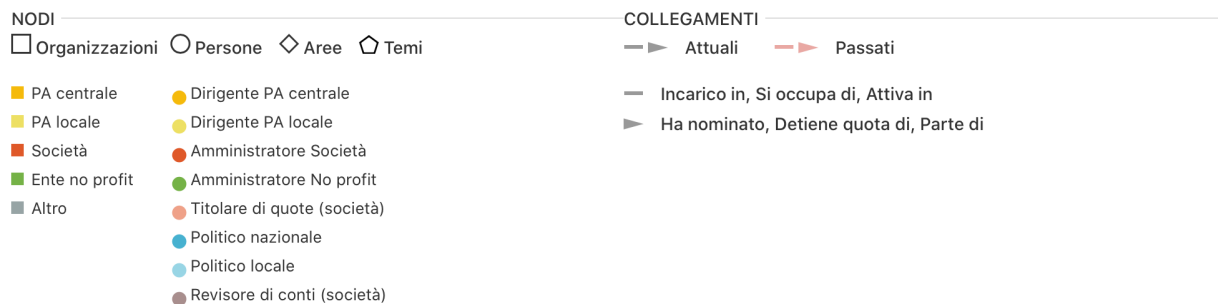 NODI
Organizzazioni Persone Aree Temi
PA centrale
PA locale
Società
Ente no profit
Altro
Dirigente PA centrale
Dirigente PA locale
Amministratore Società
Amministratore No profit
Titolare di quote (società)
Politico nazionale
Politico locale
Revisore di conti (società)
COLLEGAMENTI
Attuali Passati
Incarico in, Si occupa di, Attiva in
Ha nominato, Detiene quota di, Parte di